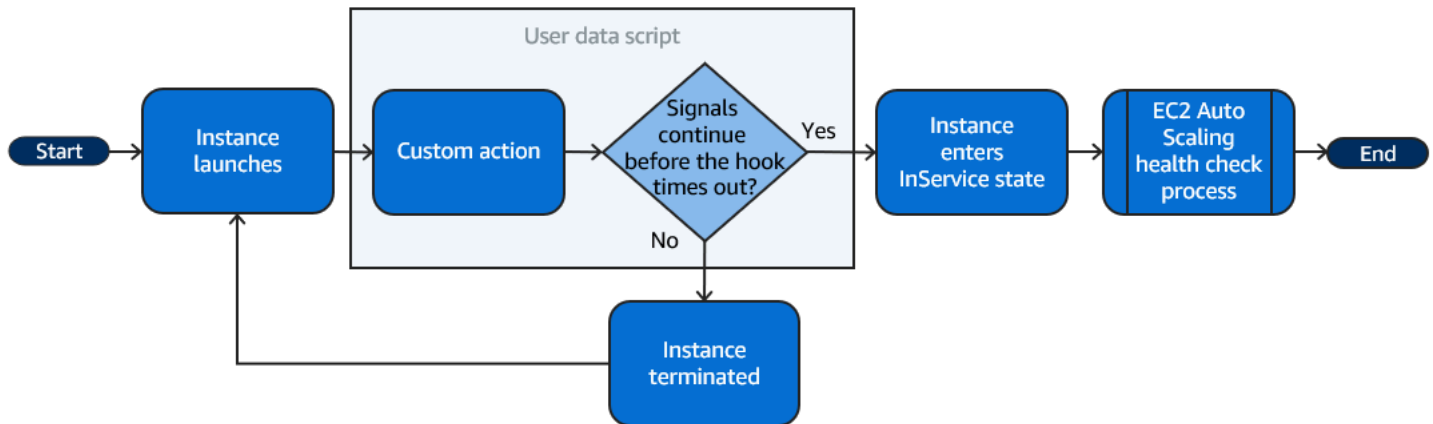 User data script
Start
Instance
launches
Custom action
Signals
continue
before the hook
times out?
Yes
No
Instance
enters
InService state
EC2 Auto
Scaling
health check
process
End
Instance
terminated